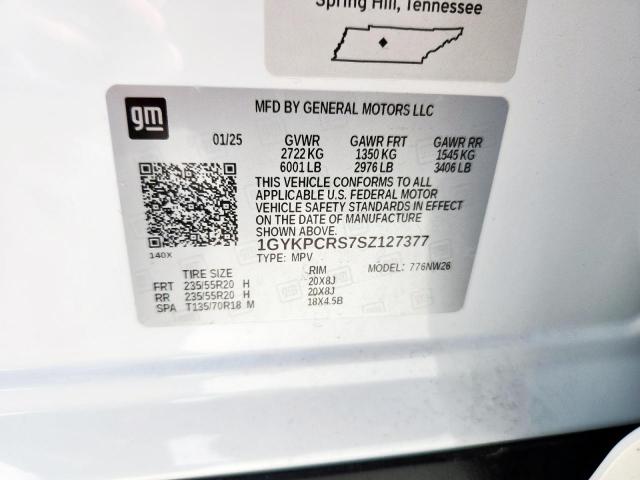 Spring Hill, Tennessee
gm
MFD BY GENERAL MOTORS LLC
01/25 GVWR GAWR FRT GAWR RR
2722 KG 1350 KG 1545 KG
6001 LB 2976 LB 3406 LB
THIS VEHICLE CONFORMS TO ALL
APPLICABLE U.S. FEDERAL MOTOR
VEHICLE SAFETY STANDARDS IN EFFECT
ON THE DATE OF MANUFACTURE
SHOWN ABOVE.
140X
1GYKPCRS7SZ127377
TYPE: MPV
MODEL: 776NW26
TIRE SIZE RIM
FRT 235/55R20 H 20X8J
RR 235/55R20 H 20X8J
SPA T135/70R18 M 18X4.5B